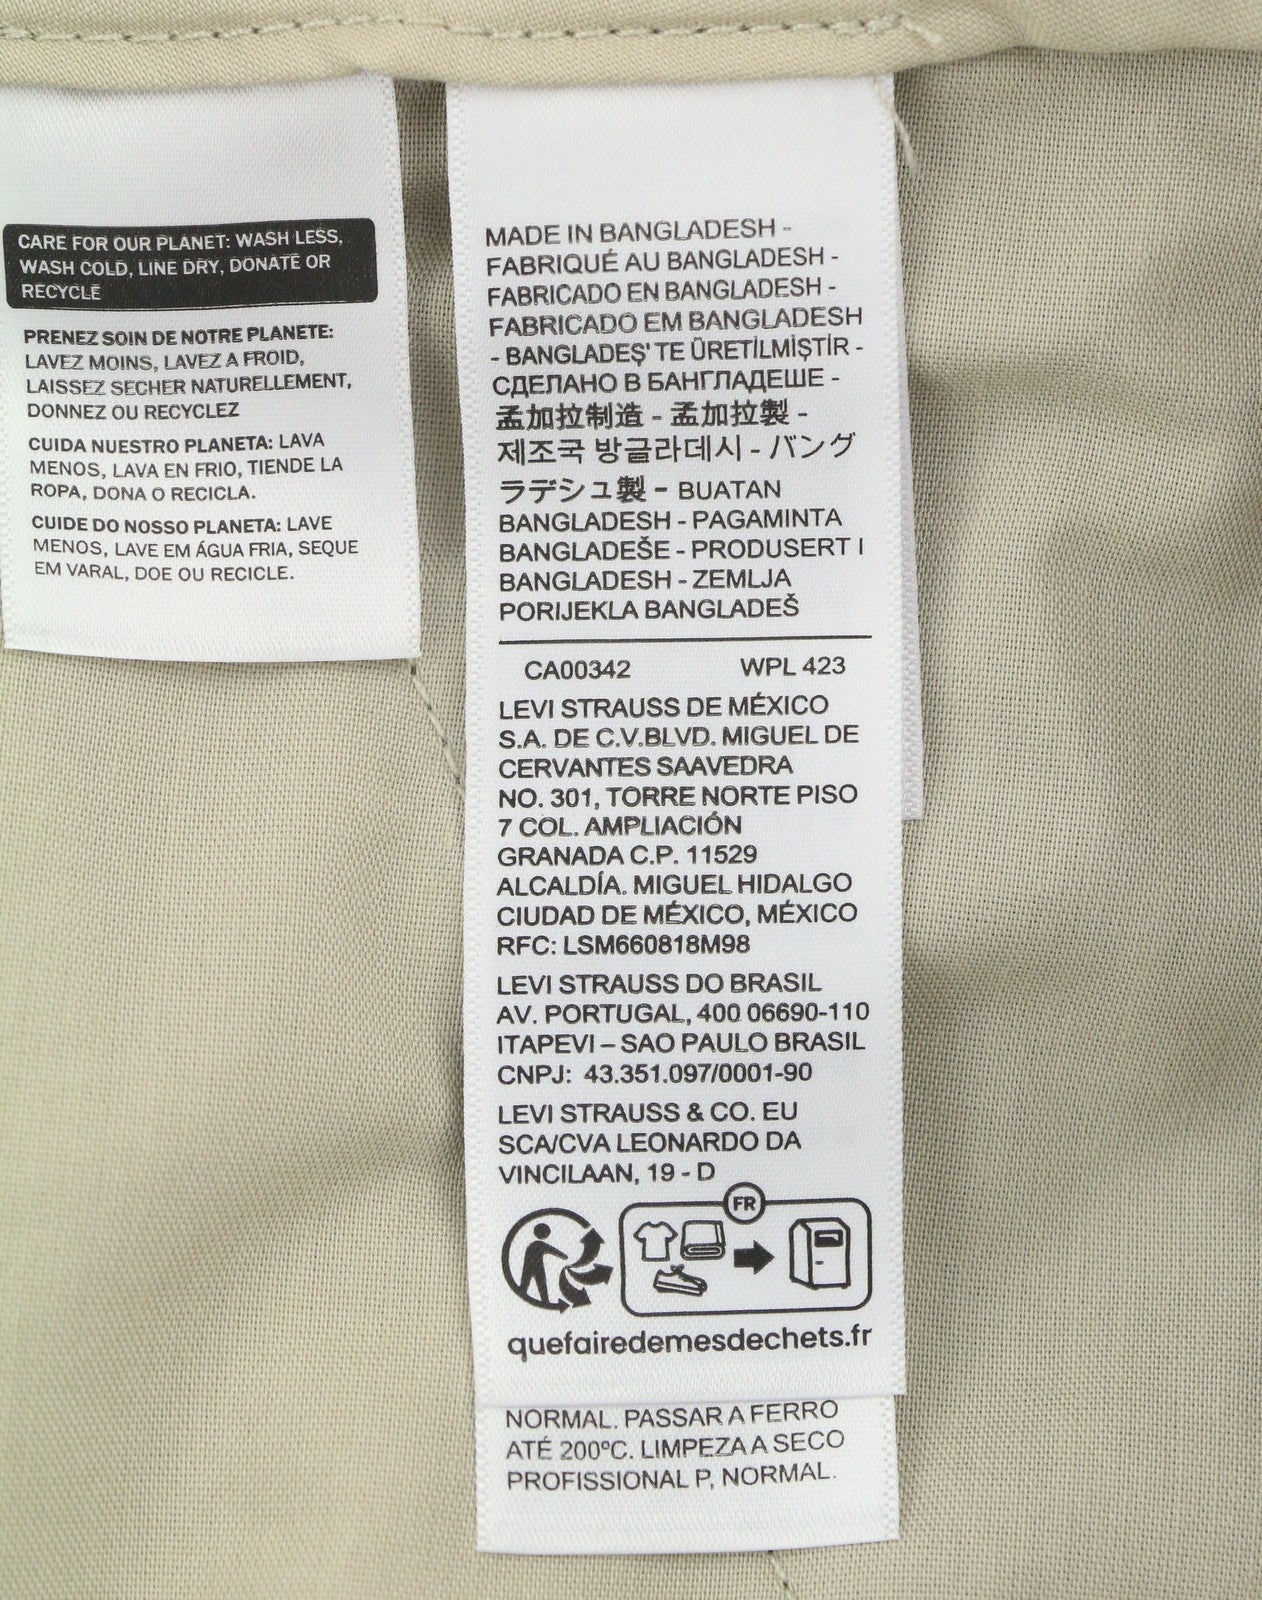 CARE FOR OUR PLANET: WASH LESS,
WASH COLD, LINE DRY, DONATE OR
RECYCLE
PRENEZ SOIN DE NOTRE PLANETE:
LAVEZ MOINS, LAVEZ A FROID,
LAISSEZ SECHER NATURELLEMENT,
DONNEZ OU RECYCLEZ
CUIDA NUESTRO PLANETA: LAVA
MENOS, LAVA EN FRIO, TIENDE LA
ROPA, DONA O RECICLA.
CUIDE DO NOSSO PLANETA: LAVE
MENOS, LAVE EM ÁGUA FRIA, SEQUE
EM VARAL, DOE OU RECICLE.
MADE IN BANGLADESH -
FABRIQUÉ AU BANGLADESH -
FABRICADO EN BANGLADESH -
FABRICADO EM BANGLADESH
- BANGLADEŞ'TE ÜRETİLMİŞTİR -
СДЕЛАНО В БАНГЛАДЕШЕ -
孟加拉制造 - 孟加拉製 -
제조국 방글라데시 - バング
ラデシュ製 - BUATAN
BANGLADESH - PAGAMINTA
BANGLADEŠE - PRODUSERT I
BANGLADESH - ZEMLJA
PORIJEKLA BANGLADEŠ
CA00342 WPL 423
LEVI STRAUSS DE MÉXICO
S.A. DE C.V.BLVD. MIGUEL DE
CERVANTES SAAVEDRA
NO. 301, TORRE NORTE PISO
7 COL. AMPLIACIÓN
GRANADA C.P. 11529
ALCALDÍA. MIGUEL HIDALGO
CIUDAD DE MÉXICO, MÉXICO
RFC: LSM660818M98
LEVI STRAUSS DO BRASIL
AV. PORTUGAL, 400 06690-110
ITAPEVI – SAO PAULO BRASIL
CNPJ: 43.351.097/0001-90
LEVI STRAUSS & CO. EU
SCA/CVA LEONARDO DA
VINCILAAN, 19 - D
FR
quefairedemesdechets.fr
NORMAL. PASSAR A FERRO
ATÉ 200ºC. LIMPEZA A SECO
PROFISSIONAL P, NORMAL.